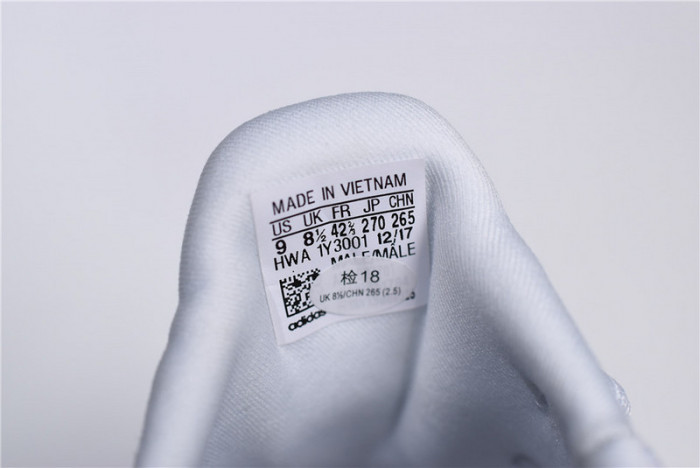 MADE IN VIETNAM
US UK FR JP CHN
9 8½ 42⅔ 270 265
HWA 1Y3001 12/17
MALE/MÂLE
检18
UK 8½/CHN 265 (2.5)
adidas